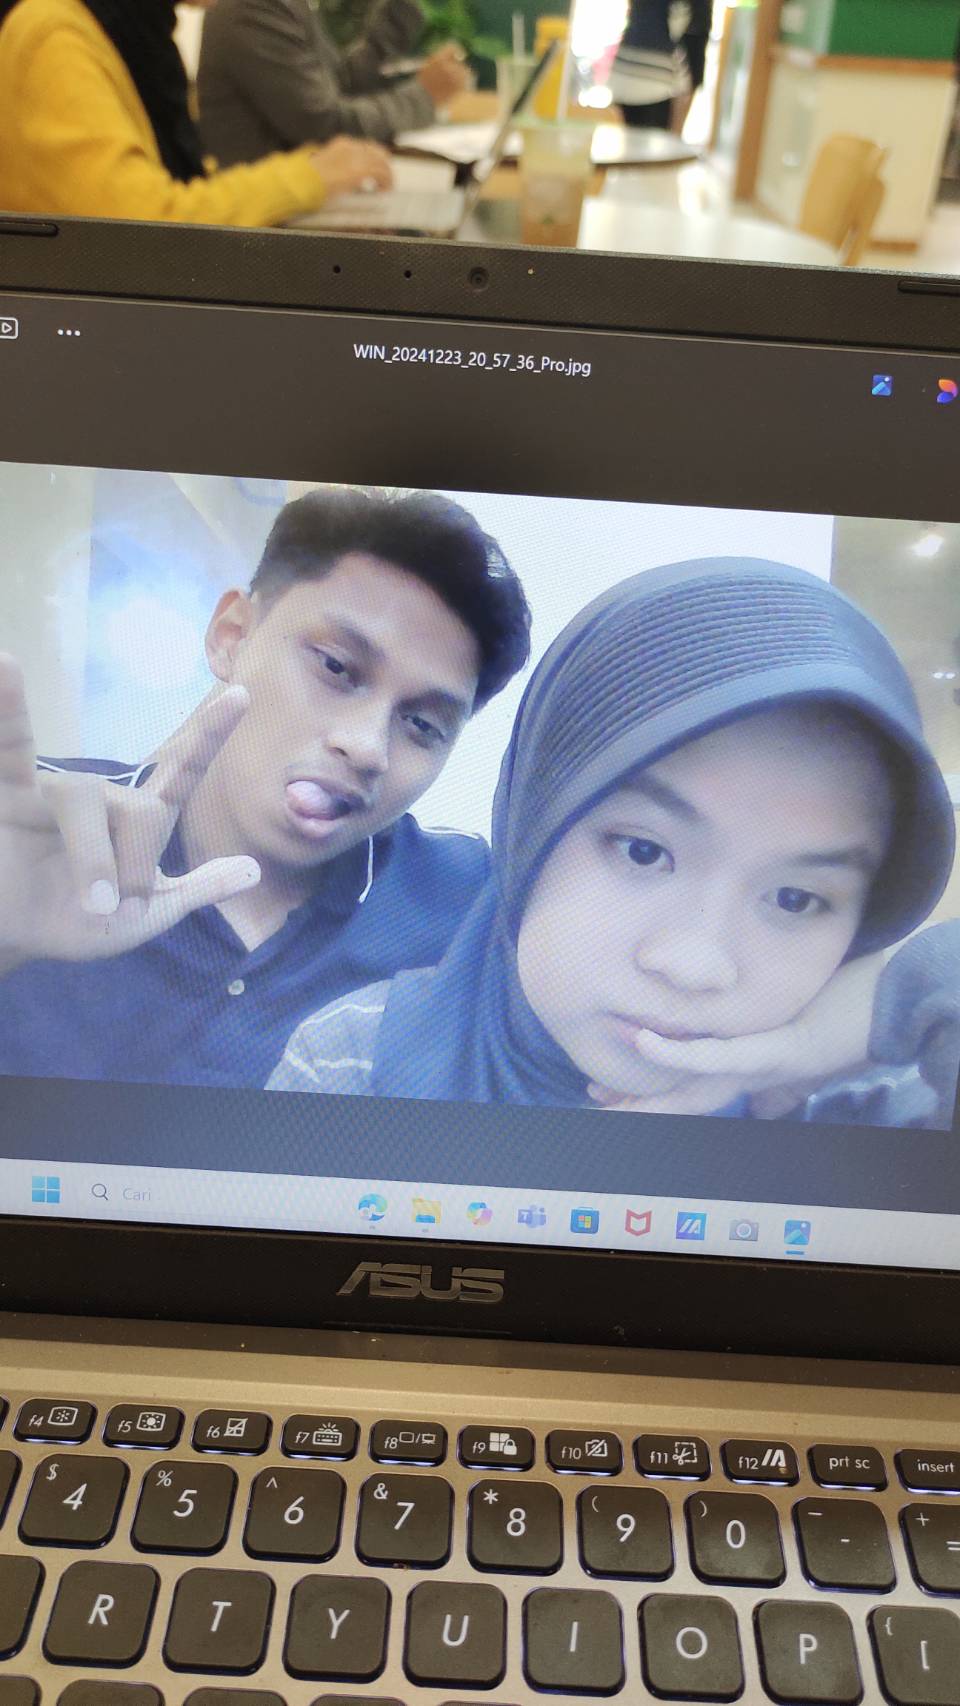 WIN_20241223_20_57_36_Pro.jpg
Cari
ASUS
f4 f5 f6 f7 f8 f9 f10 f11 f12 prt sc insert
$ % ^ & * ( ) - +
4 5 6 7 8 9 0 - =
R T Y U I O P { [